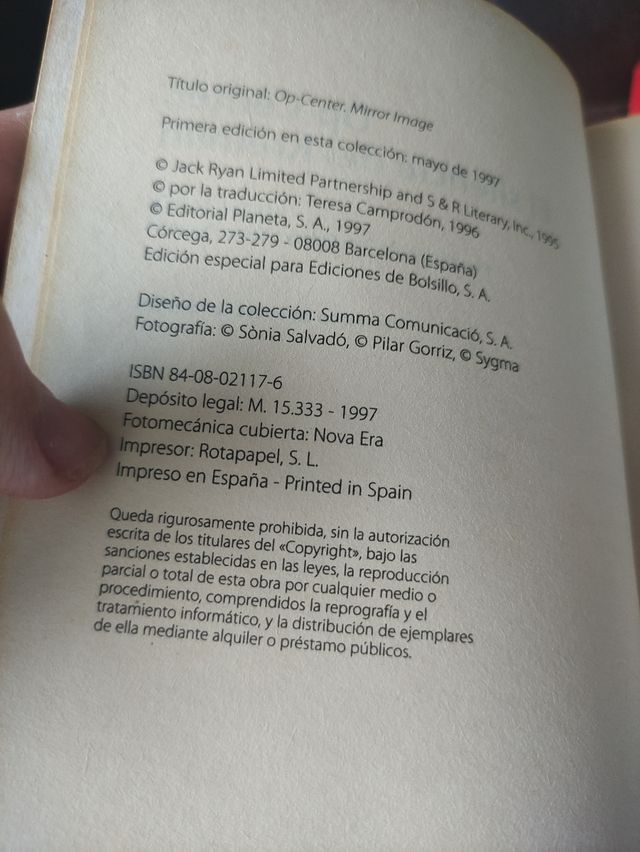 Título original: Op-Center. Mirror Image
Primera edición en esta colección: mayo de 1997
© Jack Ryan Limited Partnership and S & R Literary, Inc., 1995
© por la traducción: Teresa Camprodón, 1996
© Editorial Planeta, S. A., 1997
Córcega, 273-279 - 08008 Barcelona (España)
Edición especial para Ediciones de Bolsillo, S. A.
Diseño de la colección: Summa Comunicació, S. A.
Fotografía: © Sònia Salvadó, © Pilar Gorriz, © Sygma
ISBN 84-08-02117-6
Depósito legal: M. 15.333 - 1997
Fotomecánica cubierta: Nova Era
Impresor: Rotapapel, S. L.
Impreso en España - Printed in Spain
Queda rigurosamente prohibida, sin la autorización
escrita de los titulares del «Copyright», bajo las
sanciones establecidas en las leyes, la reproducción
parcial o total de esta obra por cualquier medio o
procedimiento, comprendidos la reprografía y el
tratamiento informático, y la distribución de ejemplares
de ella mediante alquiler o préstamo públicos.